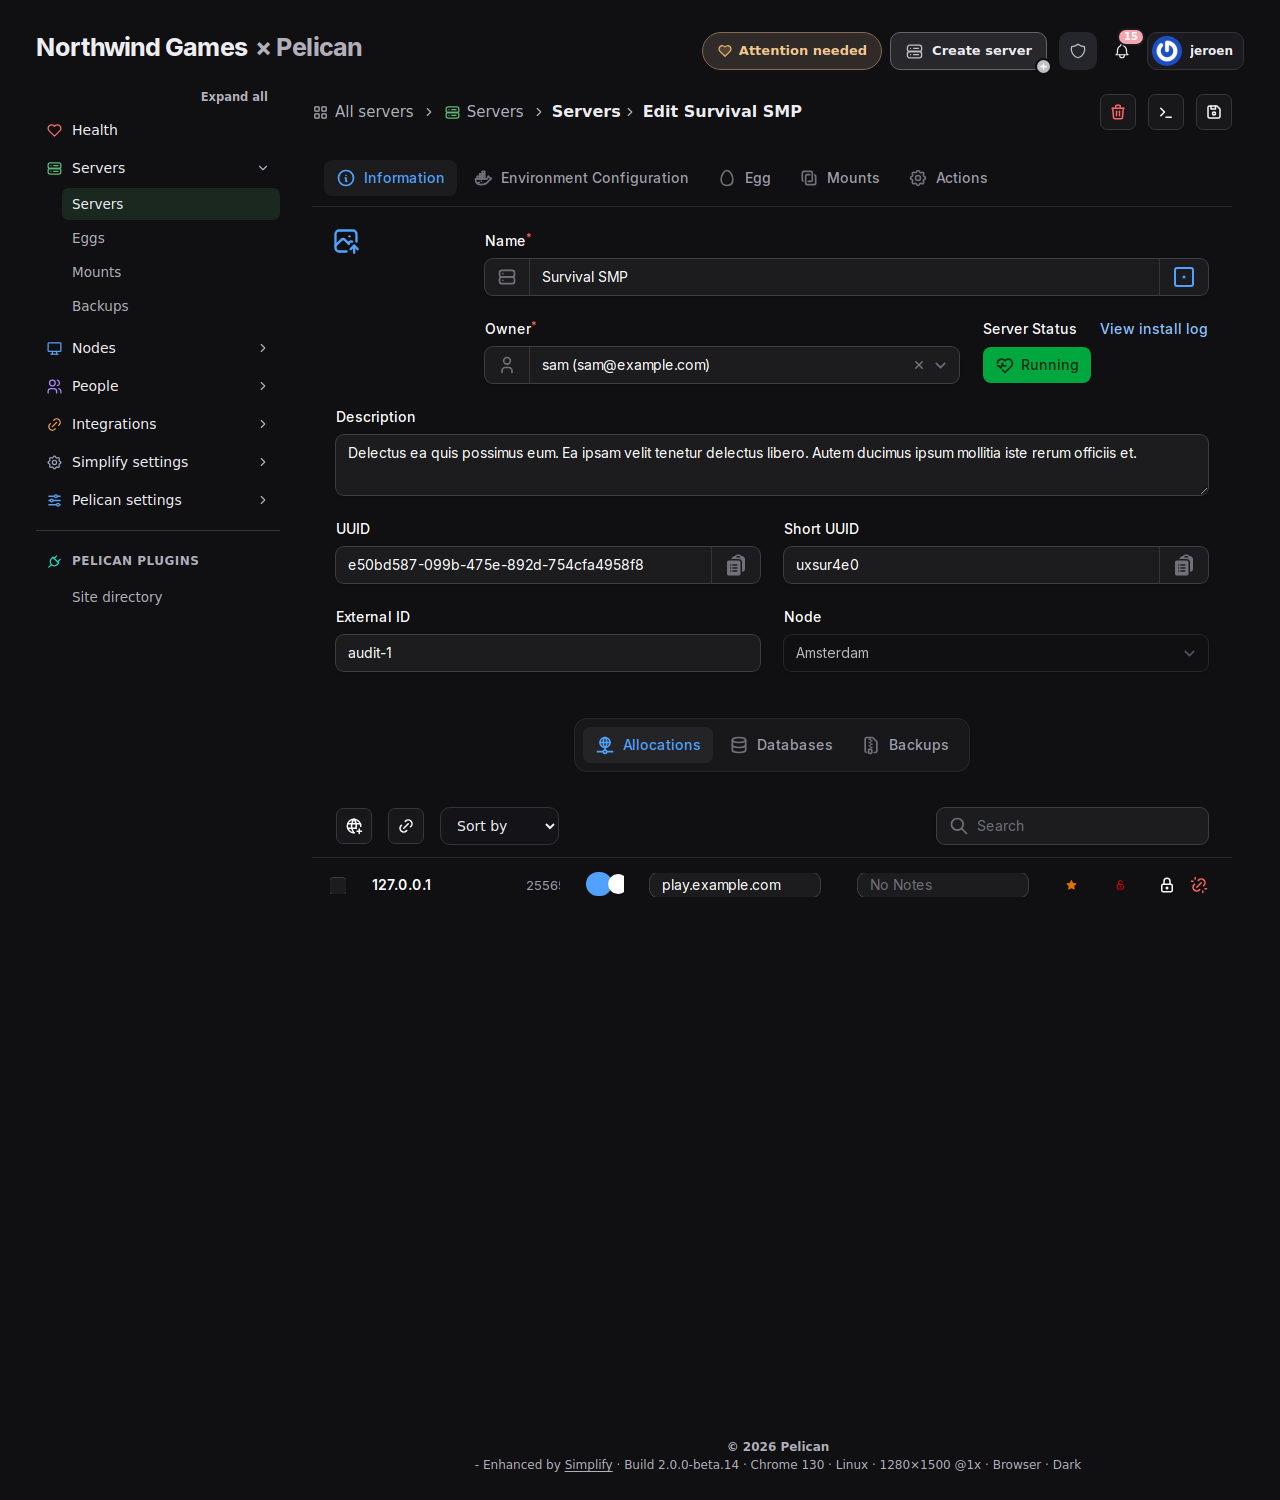 Northwind Games × Pelican
Attention needed
Create server
15
jeroen
Expand all
Health
Servers
Servers
Eggs
Mounts
Backups
Nodes
People
Integrations
Simplify settings
Pelican settings
PELICAN PLUGINS
Site directory
All servers > Servers > Servers > Edit Survival SMP
Information
Environment Configuration
Egg
Mounts
Actions
Name*
Survival SMP
Owner*
sam (sam@example.com)
Server Status
View install log
Running
Description
Delectus ea quis possimus eum. Ea ipsam velit tenetur delectus libero. Autem ducimus ipsum mollitia iste rerum officiis et.
UUID
e50bd587-099b-475e-892d-754cfa4958f8
Short UUID
uxsur4e0
External ID
audit-1
Node
Amsterdam
Allocations
Databases
Backups
Sort by
Search
127.0.0.1
play.example.com
No Notes
© 2026 Pelican
- Enhanced by Simplify · Build 2.0.0-beta.14 · Chrome 130 · Linux · 1280×1500 @1x · Browser · Dark